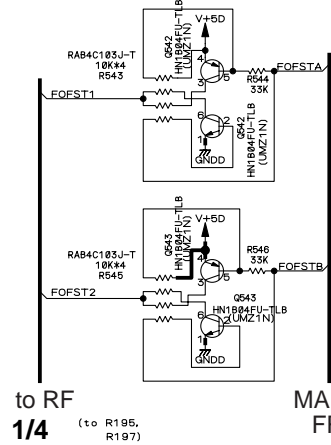 V+5D
RAB4C103J-T
10K*4
R543
Q542
HN1B04FU-TLB
(UMZ1N)
4
5
3
R544
33K
FOFSTA
FOFST1
6
2
1
GNDD
Q542
HN1B04FU-TLB
(UMZ1N)
V+5D
RAB4C103J-T
10K*4
R545
Q543
HN1B04FU-TLB
(UMZ1N)
4
5
3
R546
33K
FOFSTB
FOFST2
Q543
HN1B04FU-TLB
(UMZ1N)
6
2
1
GNDD
to RF
1/4
(to R195,
R197)
MA
FR